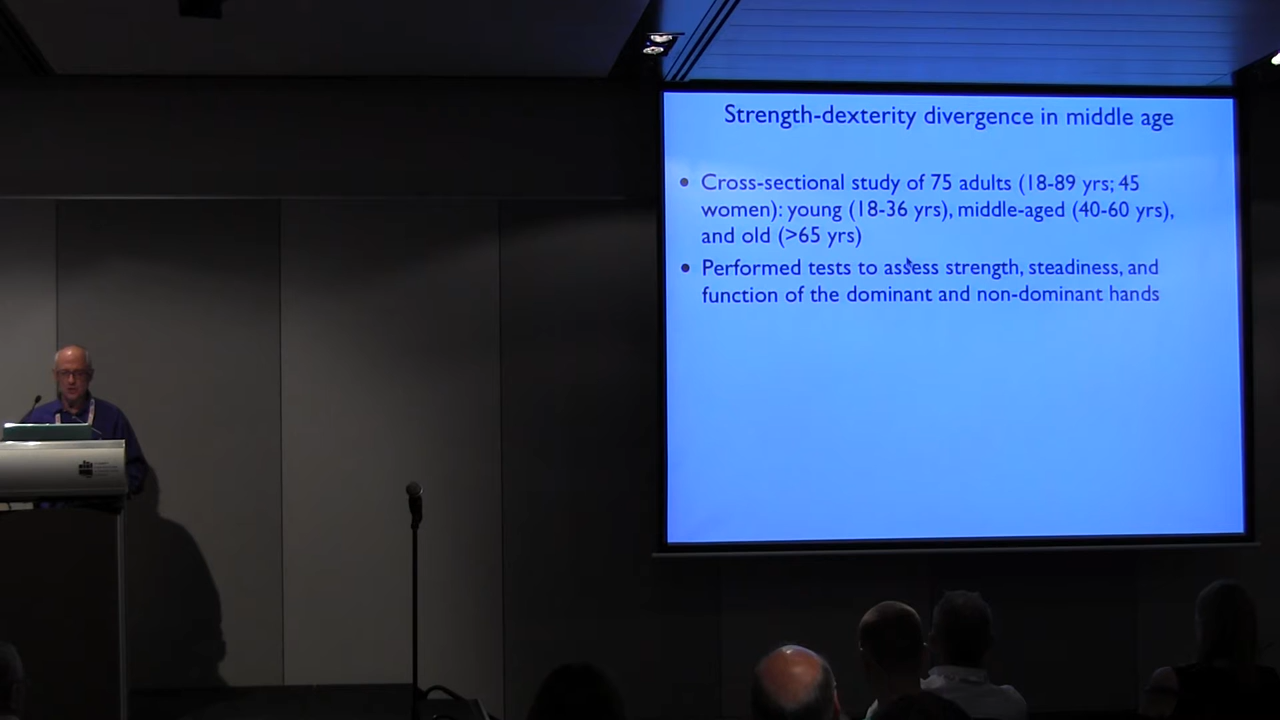 Strength-dexterity divergence in middle age
• Cross-sectional study of 75 adults (18-89 yrs; 45
women): young (18-36 yrs), middle-aged (40-60 yrs),
and old (>65 yrs)
• Performed tests to assess strength, steadiness, and
function of the dominant and non-dominant hands